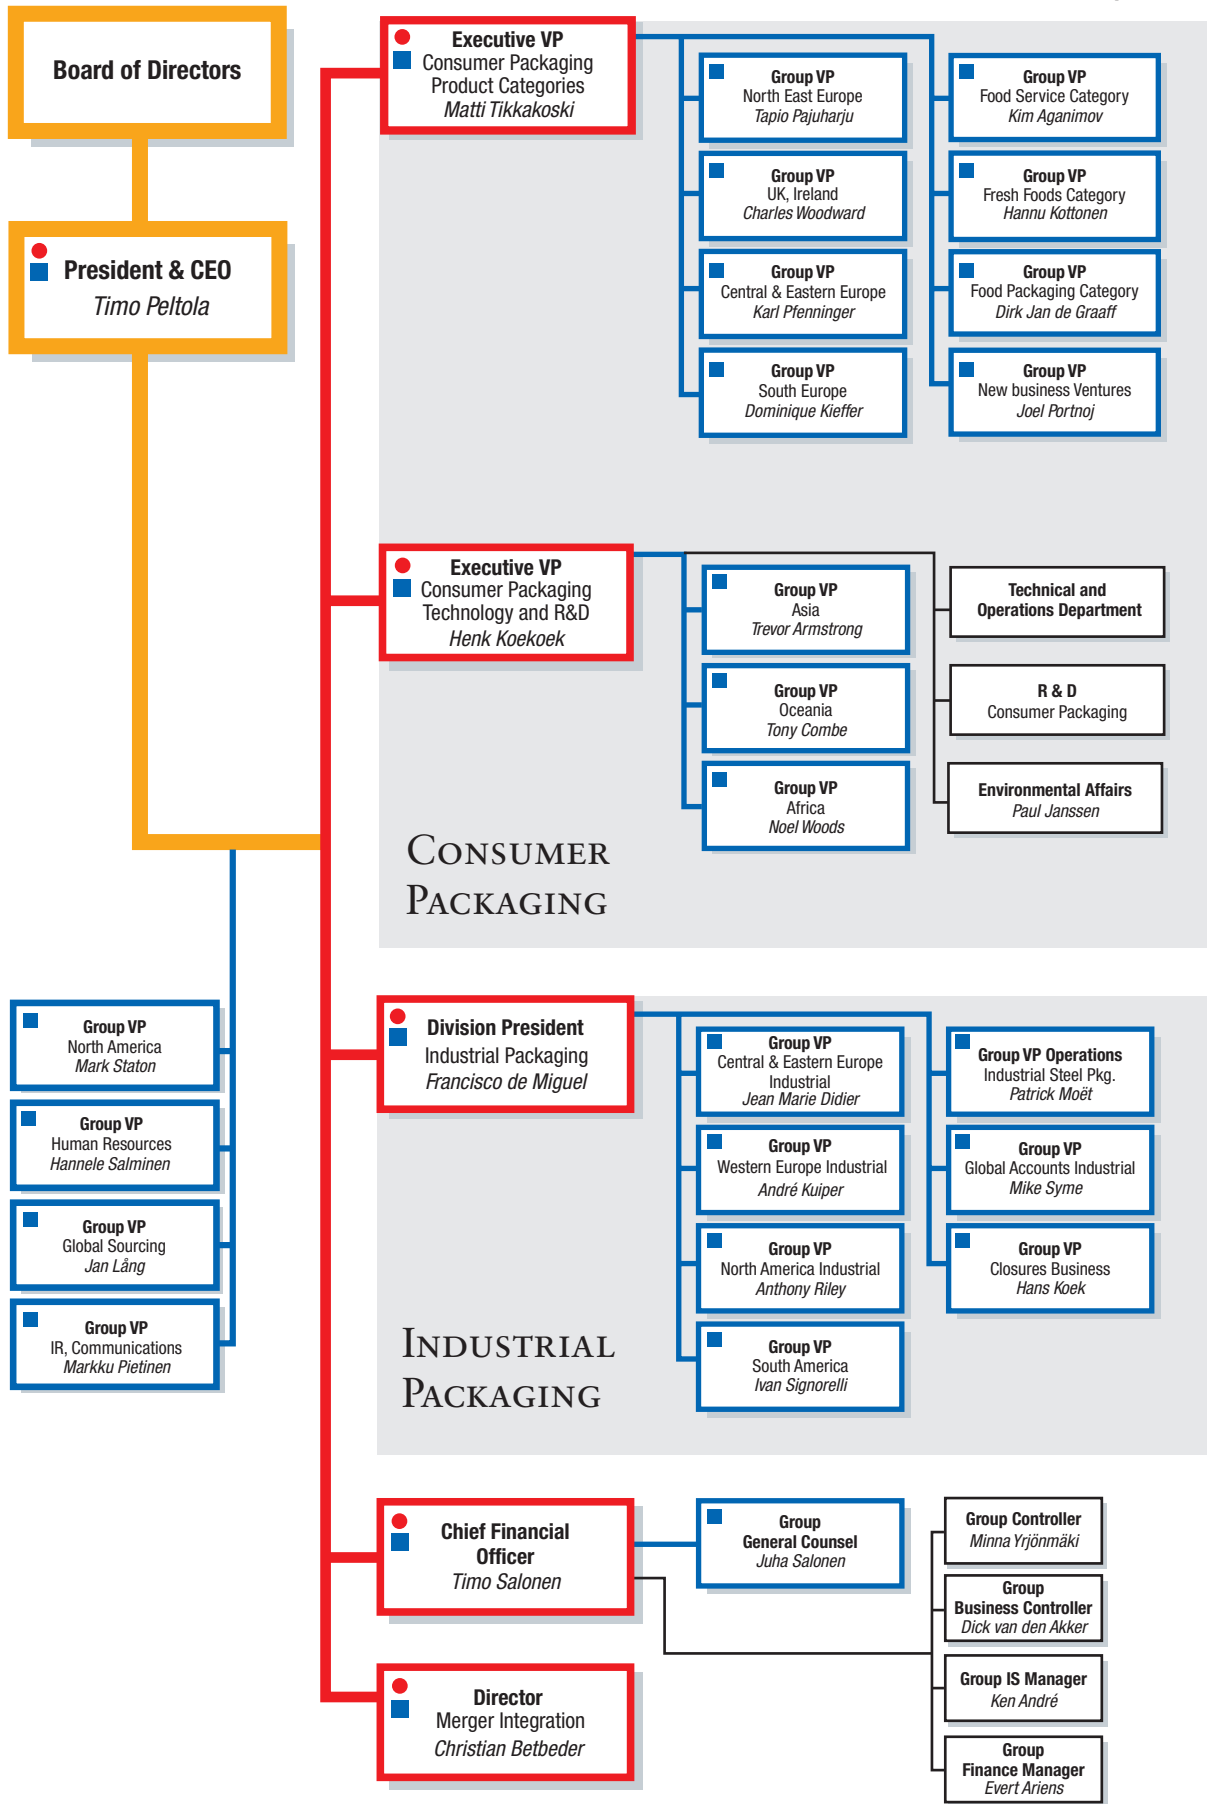 Board of Directors
President & CEO
Timo Peltola
Executive VP
Consumer Packaging
Product Categories
Matti Tikkakoski
Group VP
North East Europe
Tapio Pajuharju
Group VP
UK, Ireland
Charles Woodward
Group VP
Central & Eastern Europe
Karl Pfenninger
Group VP
South Europe
Dominique Kieffer
Group VP
Food Service Category
Kim Aganimov
Group VP
Fresh Foods Category
Hannu Kottonen
Group VP
Food Packaging Category
Dirk Jan de Graaff
Group VP
New business Ventures
Joel Portnoj
Executive VP
Consumer Packaging
Technology and R&D
Henk Koekoek
Group VP
Asia
Trevor Armstrong
Group VP
Oceania
Tony Combe
Group VP
Africa
Noel Woods
Technical and
Operations Department
R & D
Consumer Packaging
Environmental Affairs
Paul Janssen
CONSUMER
PACKAGING
Group VP
North America
Mark Staton
Group VP
Human Resources
Hannele Salminen
Group VP
Global Sourcing
Jan Lång
Group VP
IR, Communications
Markku Pietinen
Division President
Industrial Packaging
Francisco de Miguel
Group VP
Central & Eastern Europe
Industrial
Jean Marie Didier
Group VP
Western Europe Industrial
André Kuiper
Group VP
North America Industrial
Anthony Riley
Group VP
South America
Ivan Signorelli
Group VP Operations
Industrial Steel Pkg.
Patrick Moët
Group VP
Global Accounts Industrial
Mike Syme
Group VP
Closures Business
Hans Koek
INDUSTRIAL
PACKAGING
Chief Financial
Officer
Timo Salonen
Group
General Counsel
Juha Salonen
Group Controller
Minna Yrjönmäki
Group
Business Controller
Dick van den Akker
Group IS Manager
Ken André
Group
Finance Manager
Evert Ariens
Director
Merger Integration
Christian Betbeder